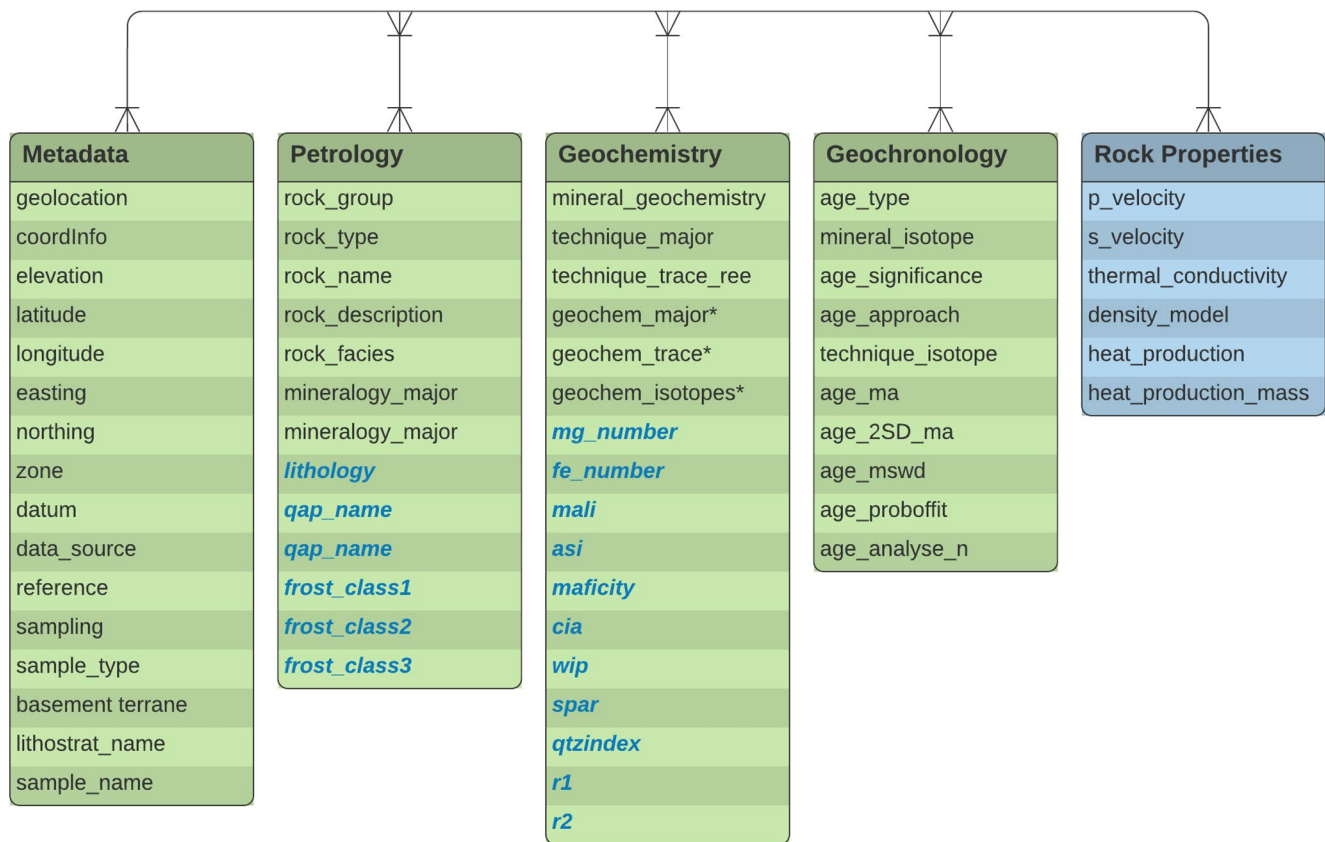 Metadata
geolocation
coordInfo
elevation
latitude
longitude
easting
northing
zone
datum
data_source
reference
sampling
sample_type
basement terrane
lithostrat_name
sample_name
Petrology
rock_group
rock_type
rock_name
rock_description
rock_facies
mineralogy_major
mineralogy_major
lithology
qap_name
qap_name
frost_class1
frost_class2
frost_class3
Geochemistry
mineral_geochemistry
technique_major
technique_trace_ree
geochem_major*
geochem_trace*
geochem_isotopes*
mg_number
fe_number
mali
asi
maficity
cia
wip
spar
qtzindex
r1
r2
Geochronology
age_type
mineral_isotope
age_significance
age_approach
technique_isotope
age_ma
age_2SD_ma
age_mswd
age_proboffit
age_analyse_n
Rock Properties
p_velocity
s_velocity
thermal_conductivity
density_model
heat_production
heat_production_mass